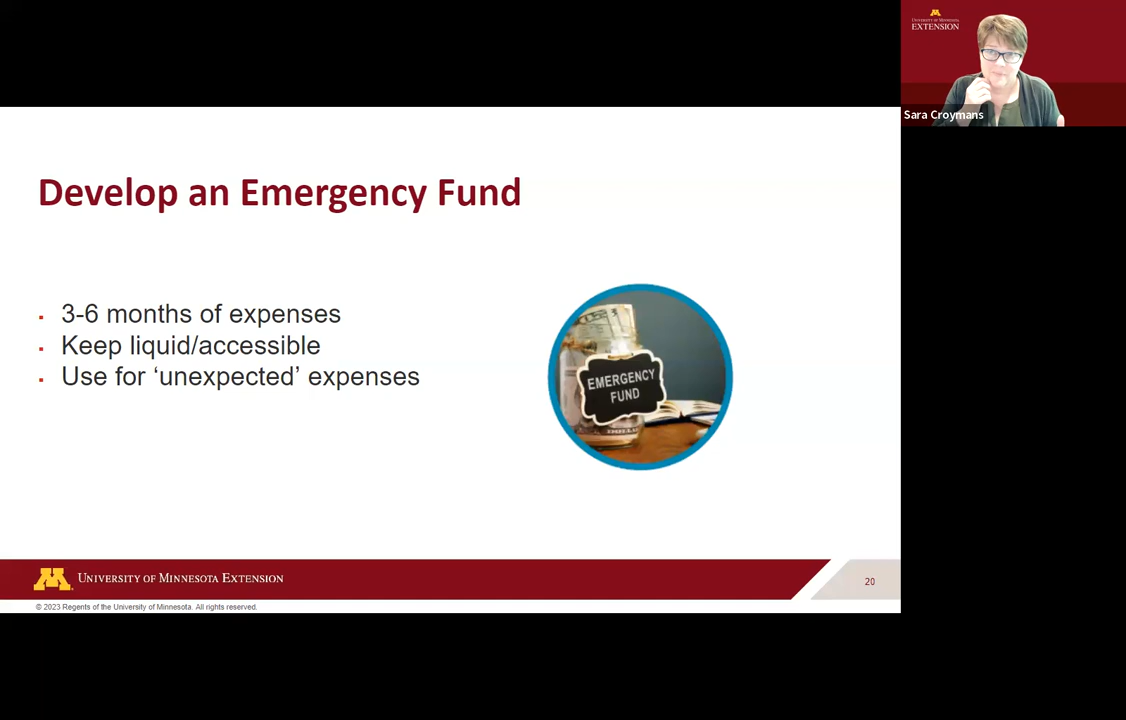 UNIVERSITY OF MINNESOTA
EXTENSION
Sara Croymans
Develop an Emergency Fund
▪ 3-6 months of expenses
▪ Keep liquid/accessible
▪ Use for ‘unexpected’ expenses
EMERGENCY
FUND
UNIVERSITY OF MINNESOTA EXTENSION
20
© 2023 Regents of the University of Minnesota. All rights reserved.